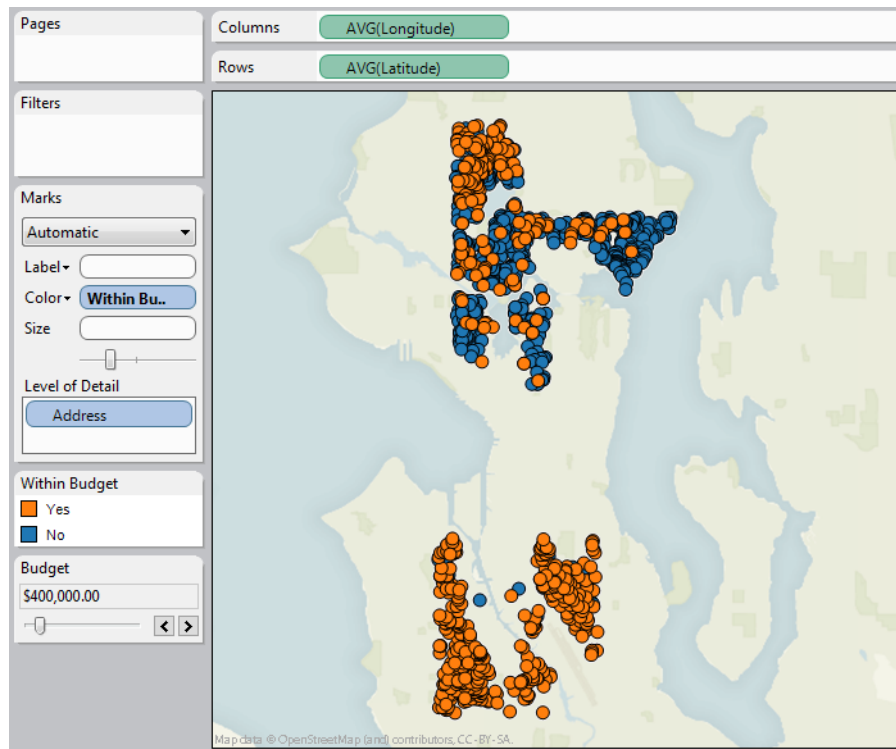 Pages
Columns
AVG(Longitude)
Rows
AVG(Latitude)
Filters
Marks
Automatic
Label
Color
Within Bu..
Size
Level of Detail
Address
Within Budget
Yes
No
Budget
$400,000.00
Map data © OpenStreetMap (and) contributors, CC-BY-SA.